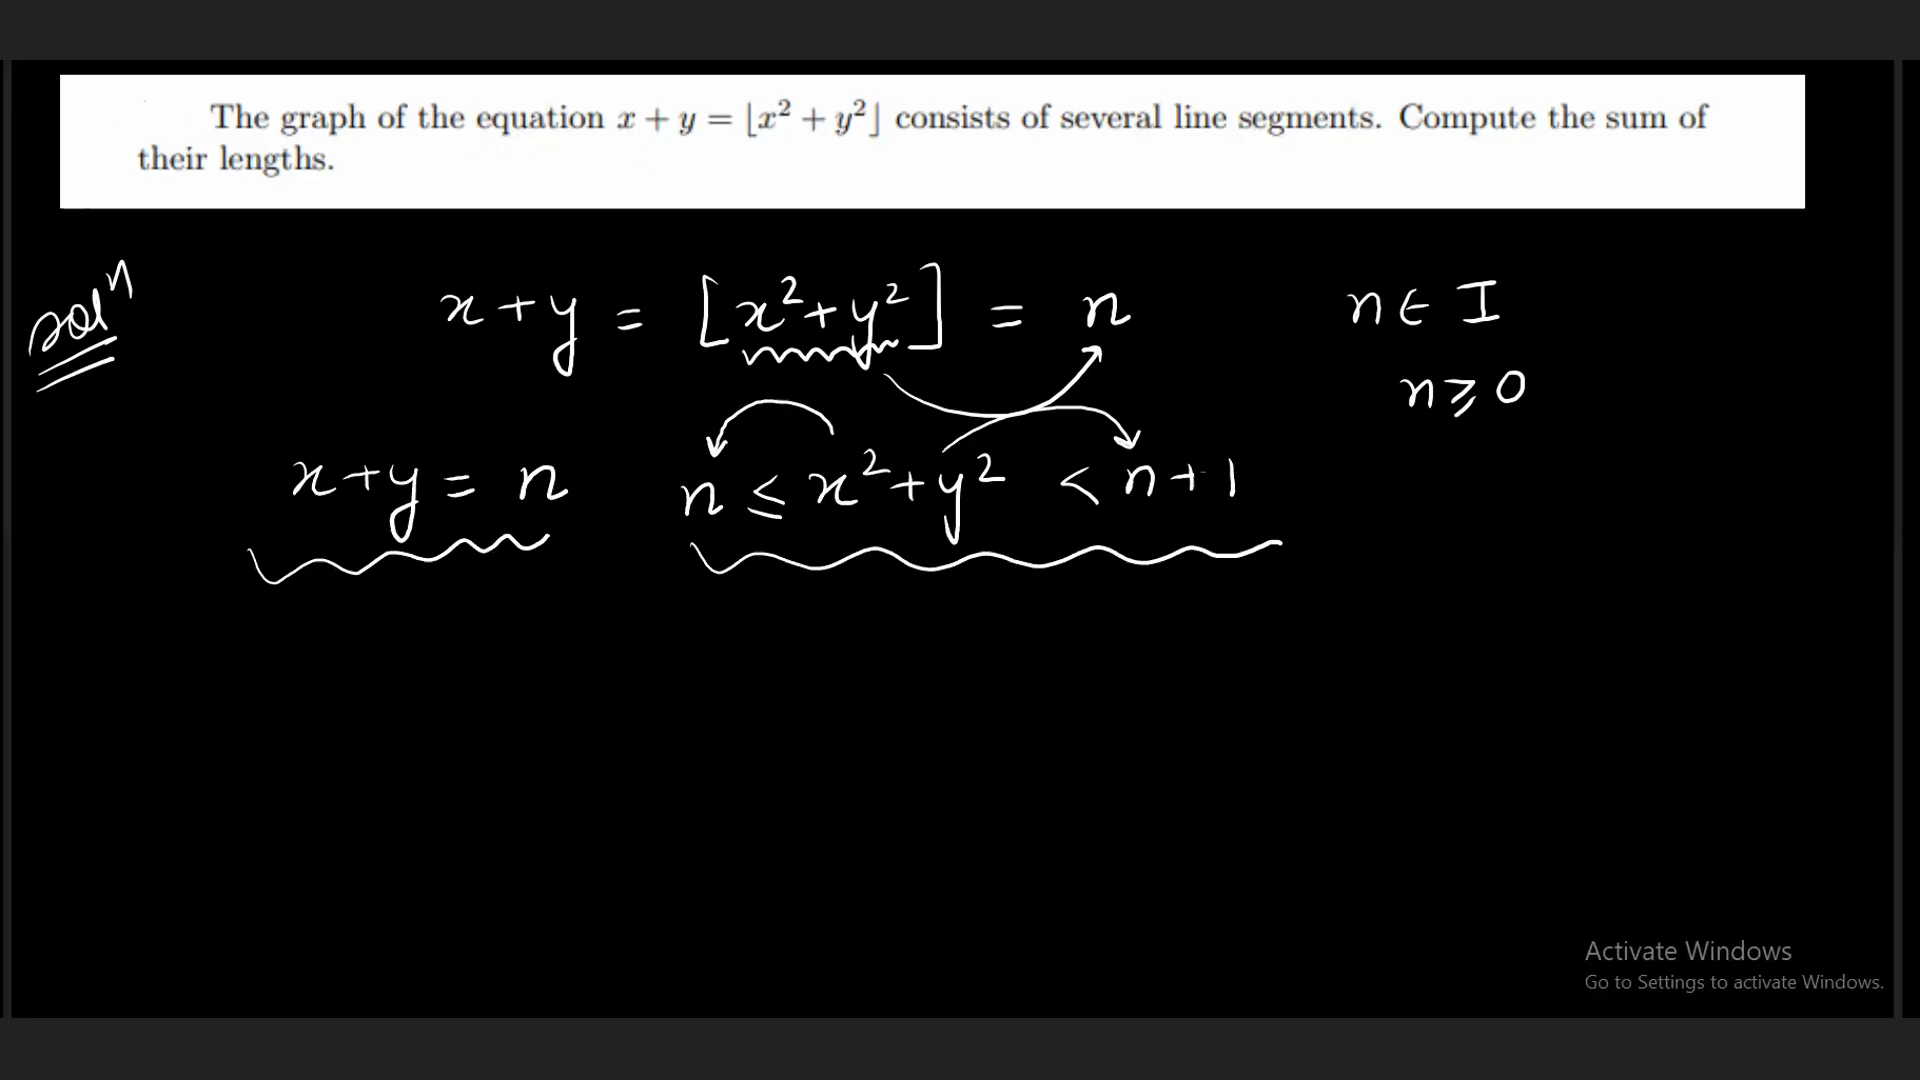 The graph of the equation x + y = ⌊x² + y²⌋ consists of several line segments. Compute the sum of
their lengths.
solⁿ
x + y = [x² + y²] = n n ∈ I
n ⩾ 0
x + y = n n ≤ x² + y² < n + 1
Activate Windows
Go to Settings to activate Windows.